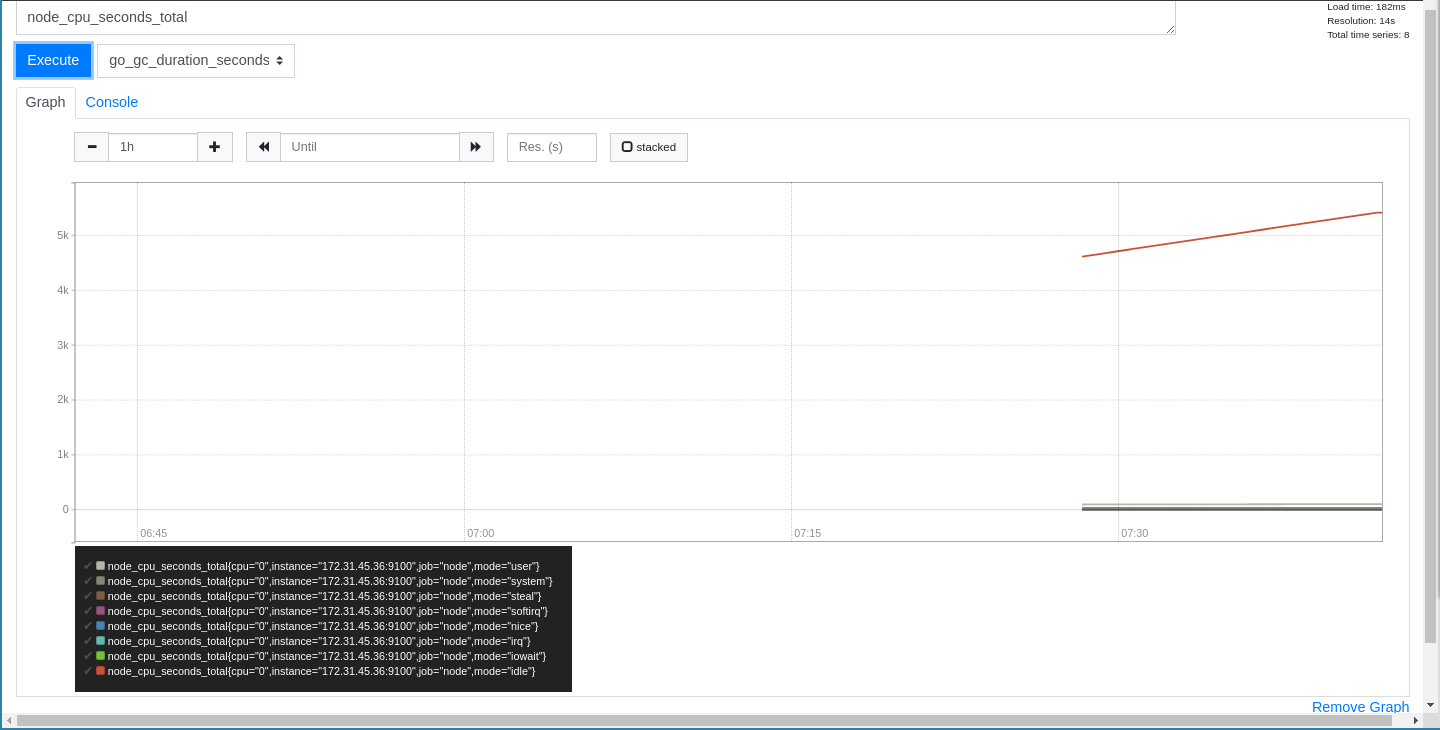 node_cpu_seconds_total
Load time: 182ms
Resolution: 14s
Total time series: 8
Execute go_gc_duration_seconds
Graph Console
1h Until Res. (s) stacked
5k
4k
3k
2k
1k
0
06:45 07:00 07:15 07:30
node_cpu_seconds_total{cpu="0",instance="172.31.45.36:9100",job="node",mode="user"}
node_cpu_seconds_total{cpu="0",instance="172.31.45.36:9100",job="node",mode="system"}
node_cpu_seconds_total{cpu="0",instance="172.31.45.36:9100",job="node",mode="steal"}
node_cpu_seconds_total{cpu="0",instance="172.31.45.36:9100",job="node",mode="softirq"}
node_cpu_seconds_total{cpu="0",instance="172.31.45.36:9100",job="node",mode="nice"}
node_cpu_seconds_total{cpu="0",instance="172.31.45.36:9100",job="node",mode="irq"}
node_cpu_seconds_total{cpu="0",instance="172.31.45.36:9100",job="node",mode="iowait"}
node_cpu_seconds_total{cpu="0",instance="172.31.45.36:9100",job="node",mode="idle"}
Remove Graph